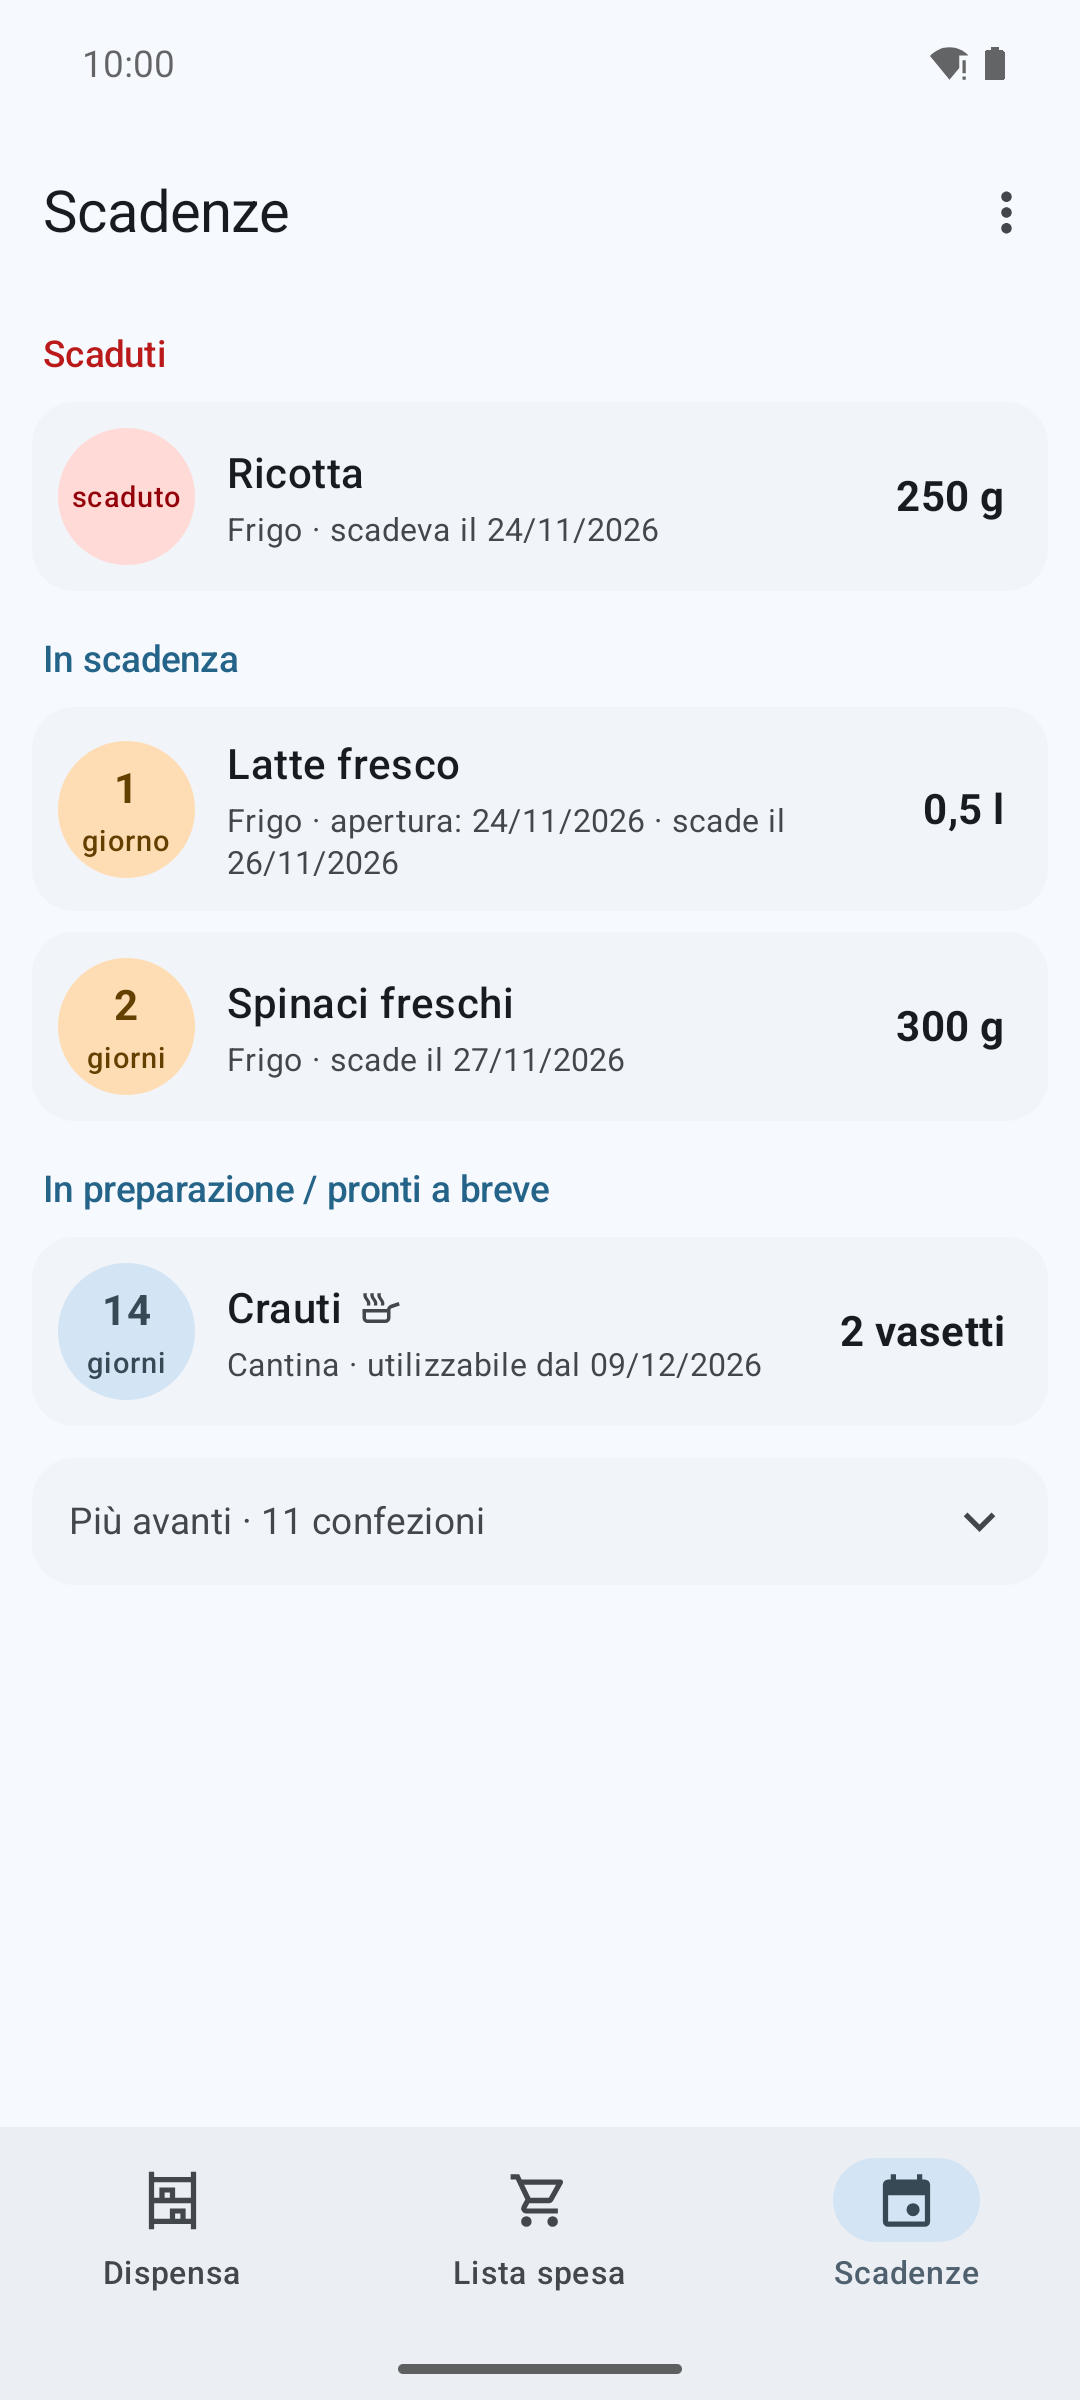 10:00
Scadenze
Scaduti
scaduto
Ricotta
Frigo · scadeva il 24/11/2026
250 g
In scadenza
1
giorno
Latte fresco
Frigo · apertura: 24/11/2026 · scade il
26/11/2026
0,5 l
2
giorni
Spinaci freschi
Frigo · scade il 27/11/2026
300 g
In preparazione / pronti a breve
14
giorni
Crauti
Cantina · utilizzabile dal 09/12/2026
2 vasetti
Più avanti · 11 confezioni
Dispensa
Lista spesa
Scadenze